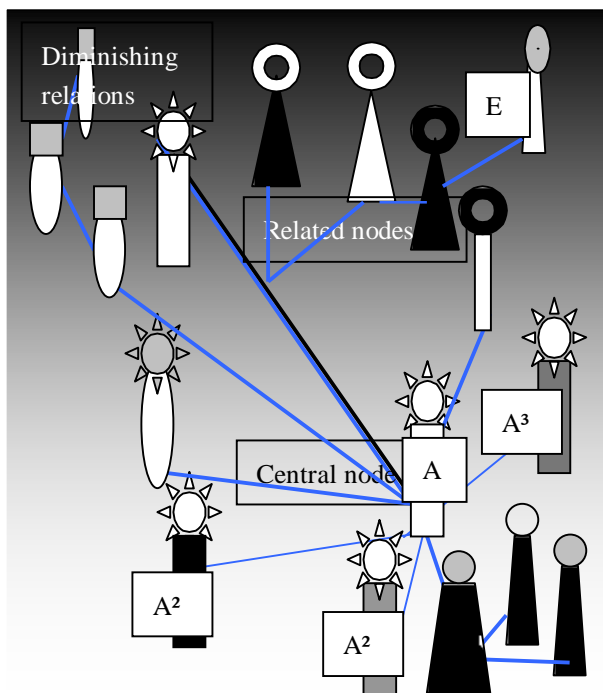 Diminishing
relations
E
Related nodes
A³
Central node
A
A²
A²